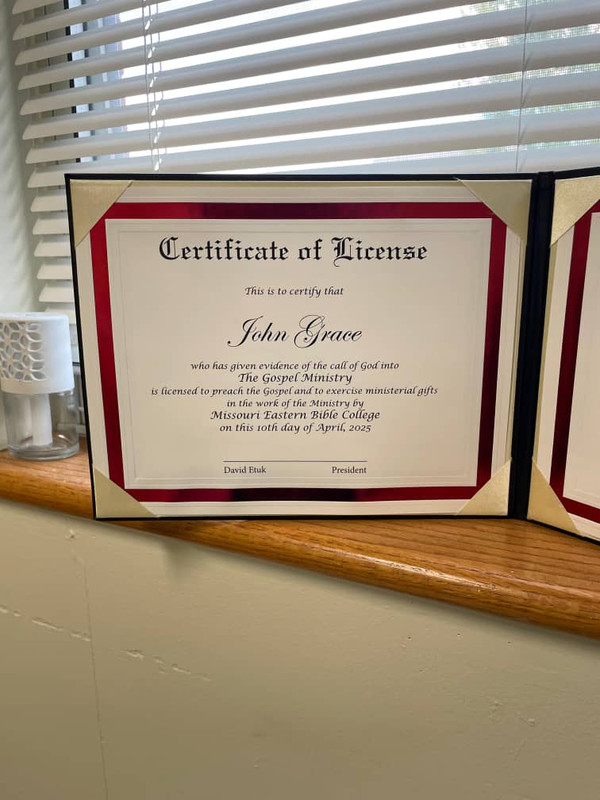 Certificate of License
This is to certify that
John Grace
who has given evidence of the call of God into
The Gospel Ministry
is licensed to preach the Gospel and to exercise ministerial gifts
in the work of the Ministry by
Missouri Eastern Bible College
on this 10th day of April, 2025
David Etuk President